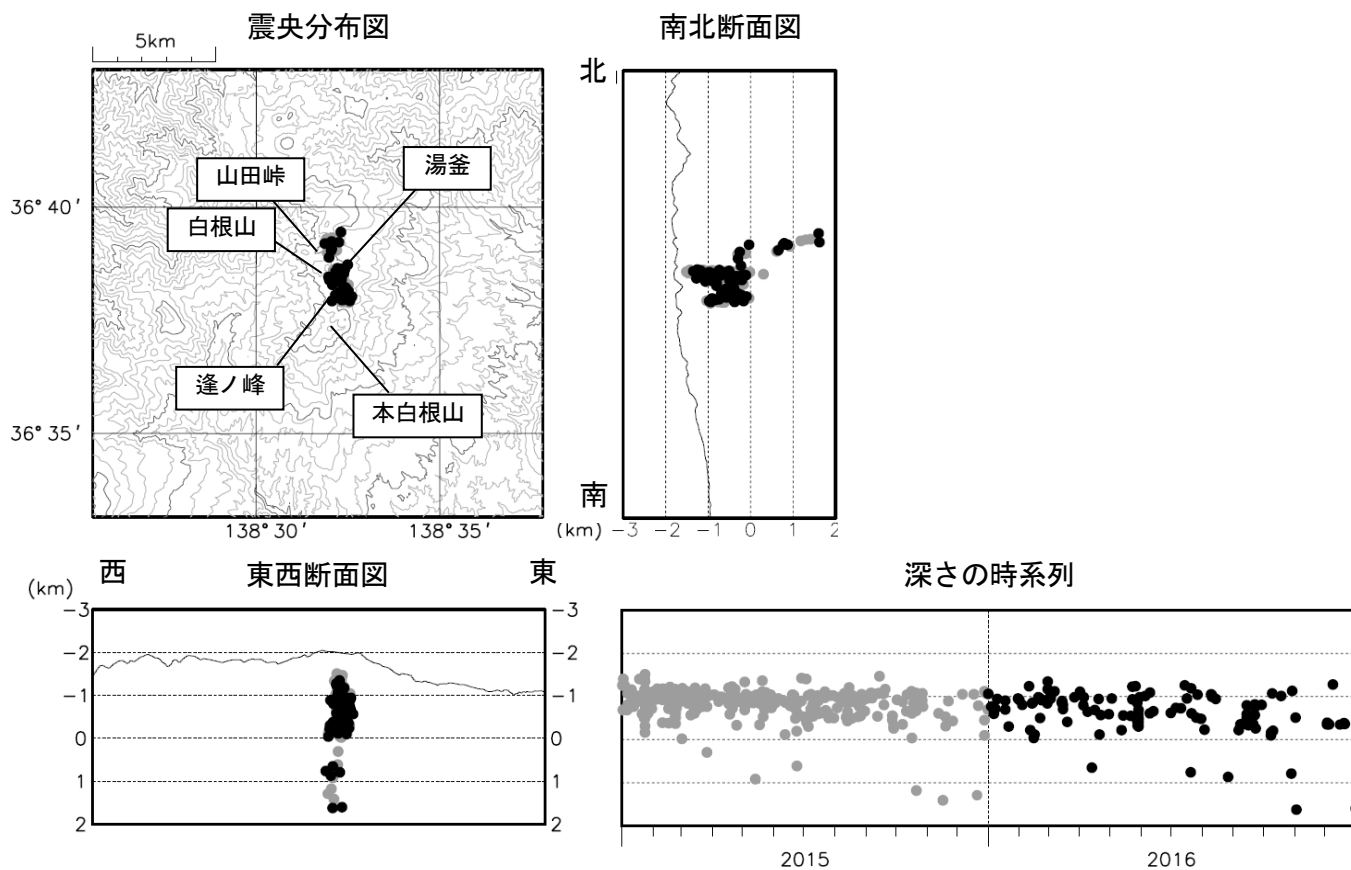 震央分布図
南北断面図
5km
北
山田峠
湯釜
36°40′
白根山
逢ノ峰
本白根山
36°35′
南
138°30′
138°35′
(km)
-3
-2
-1
0
1
2
西
東西断面図
東
深さの時系列
(km)
-3
-3
-2
-2
-1
-1
0
0
1
1
2
2
2015
2016